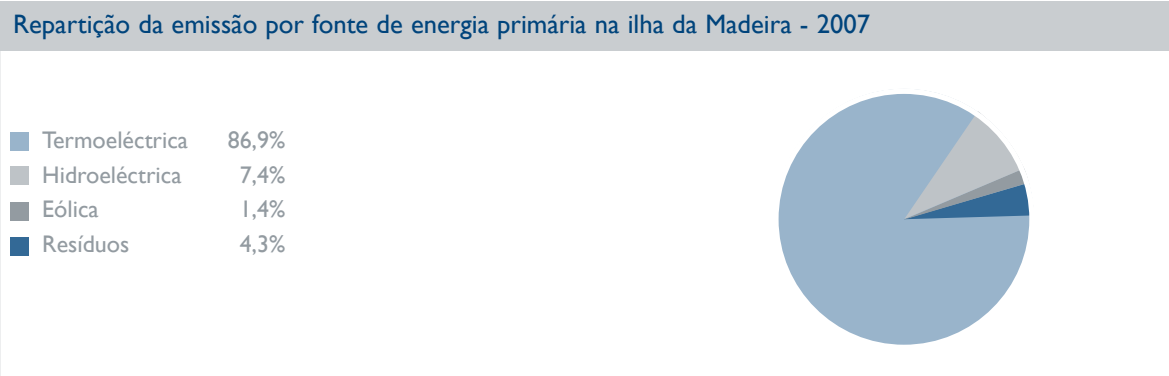 Repartição da emissão por fonte de energia primária na ilha da Madeira - 2007
Termoeléctrica 86,9%
Hidroeléctrica 7,4%
Eólica 1,4%
Resíduos 4,3%